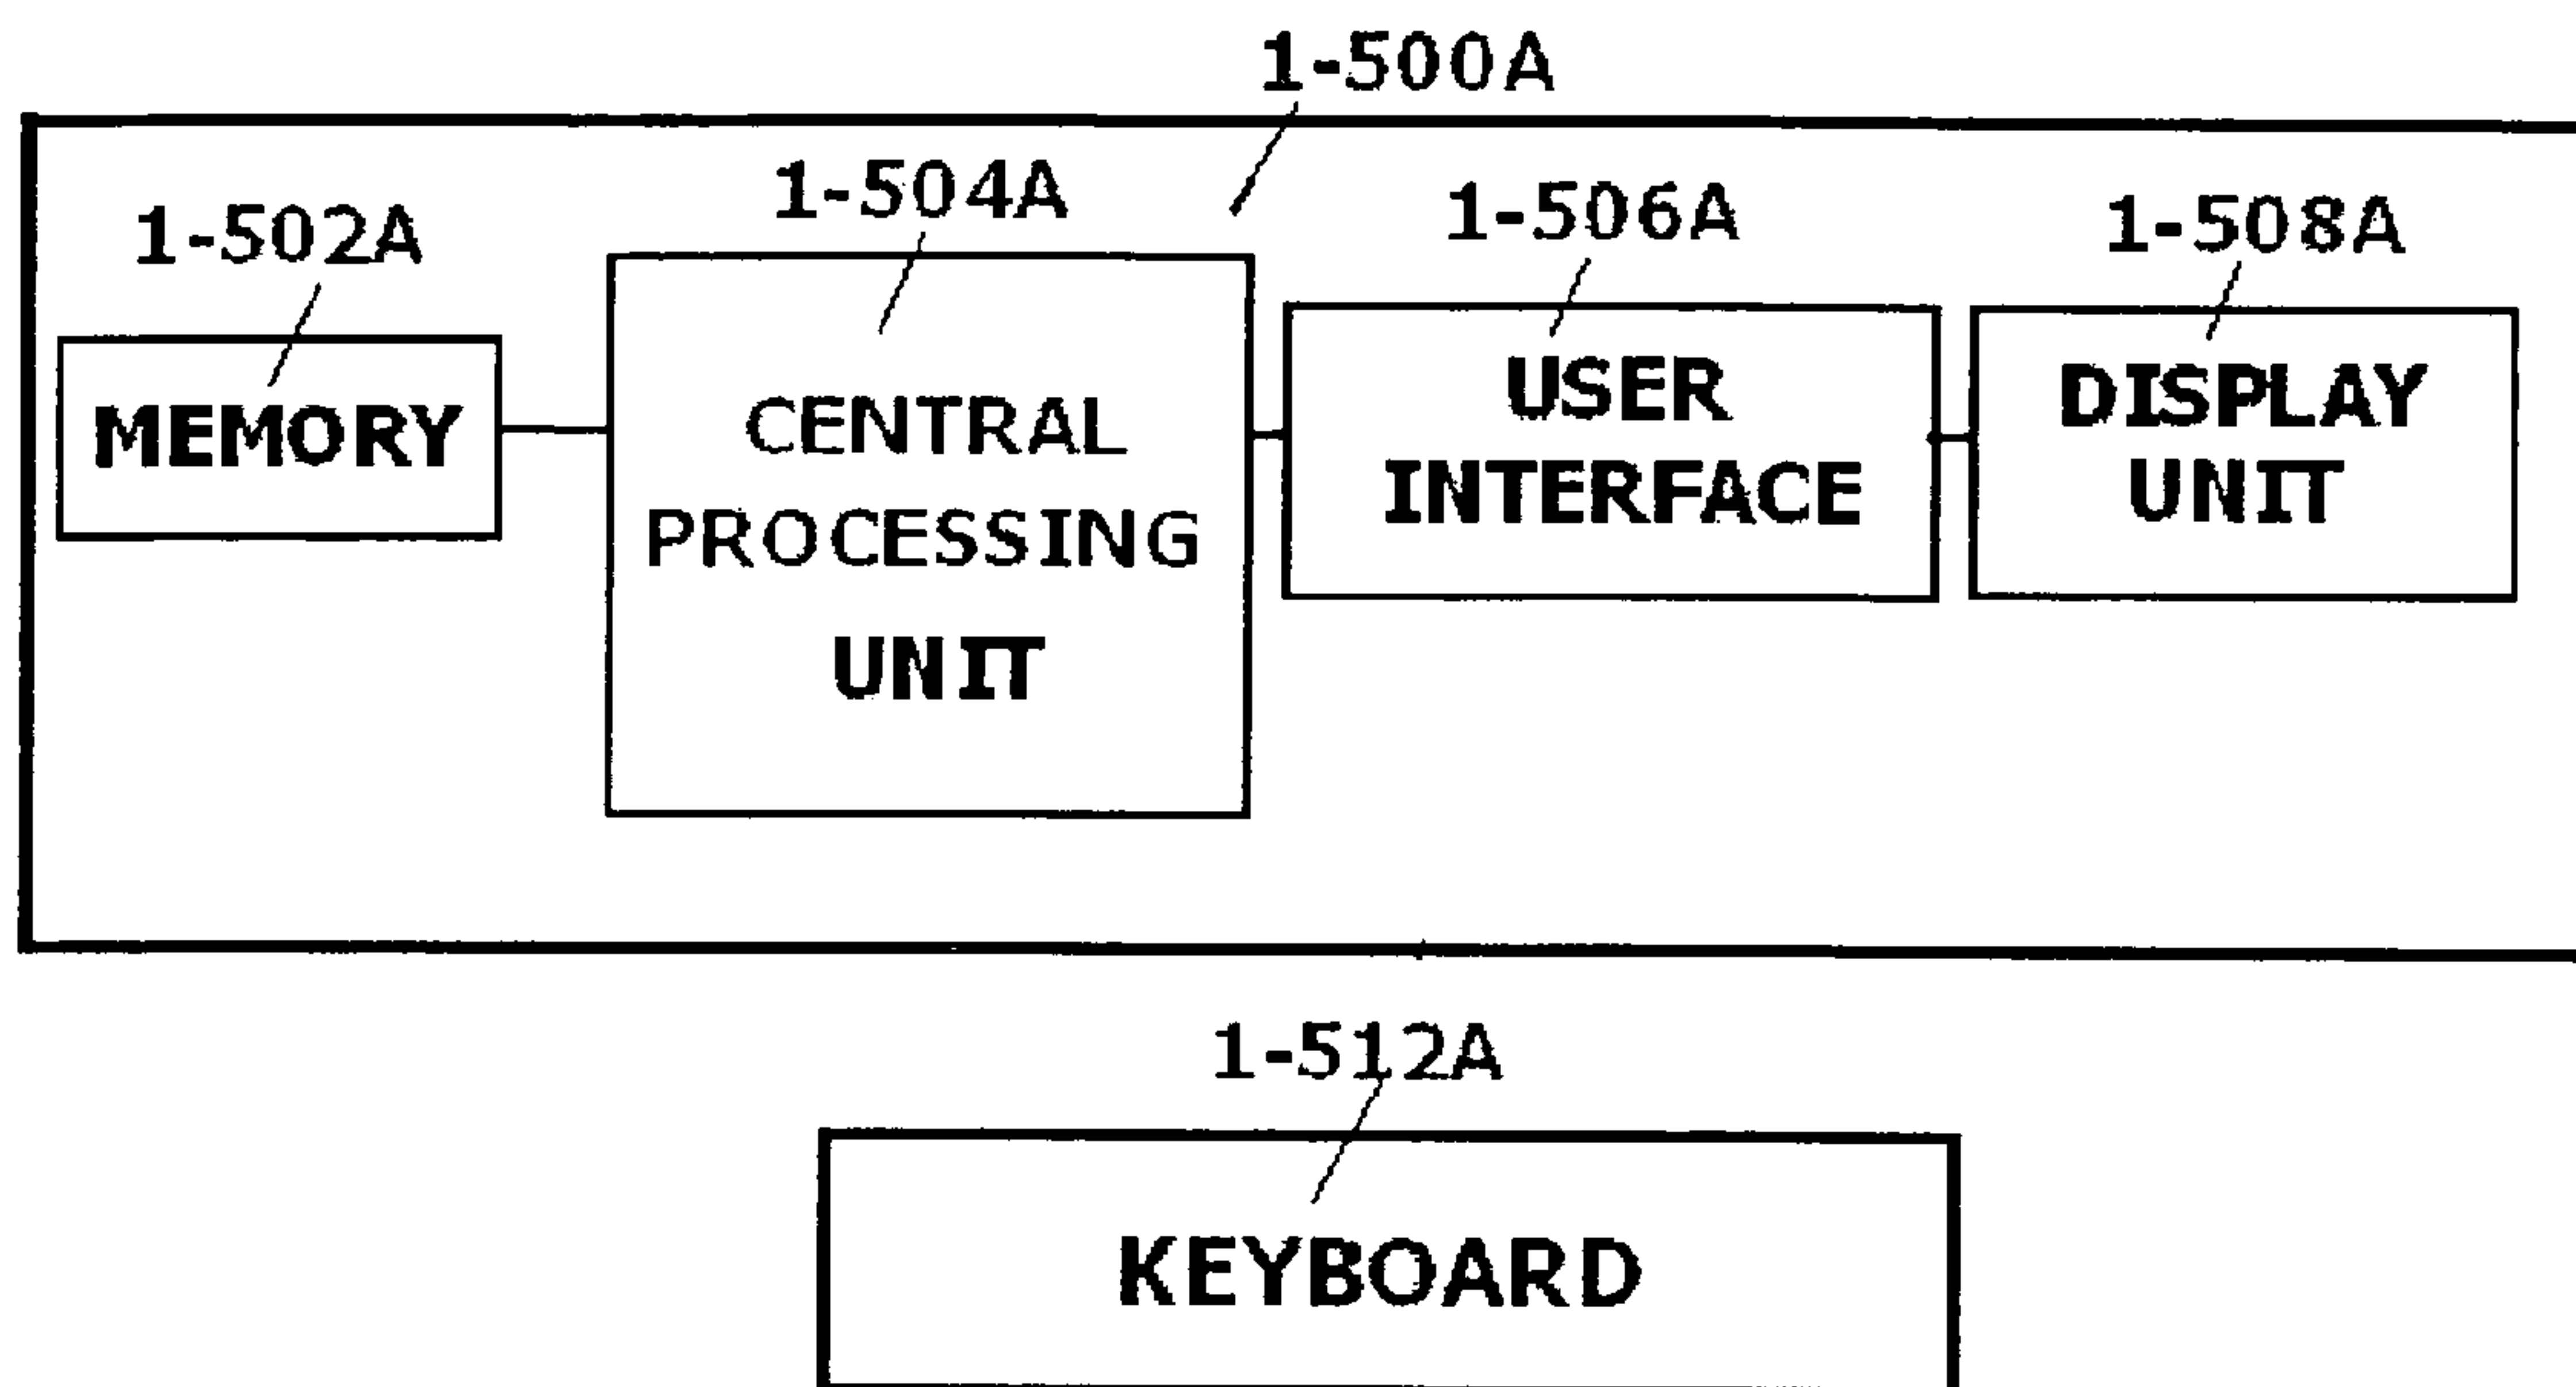 1-500A
1-502A
1-504A
1-506A
1-508A
MEMORY
CENTRAL
PROCESSING
UNIT
USER
INTERFACE
DISPLAY
UNIT
1-512A
KEYBOARD